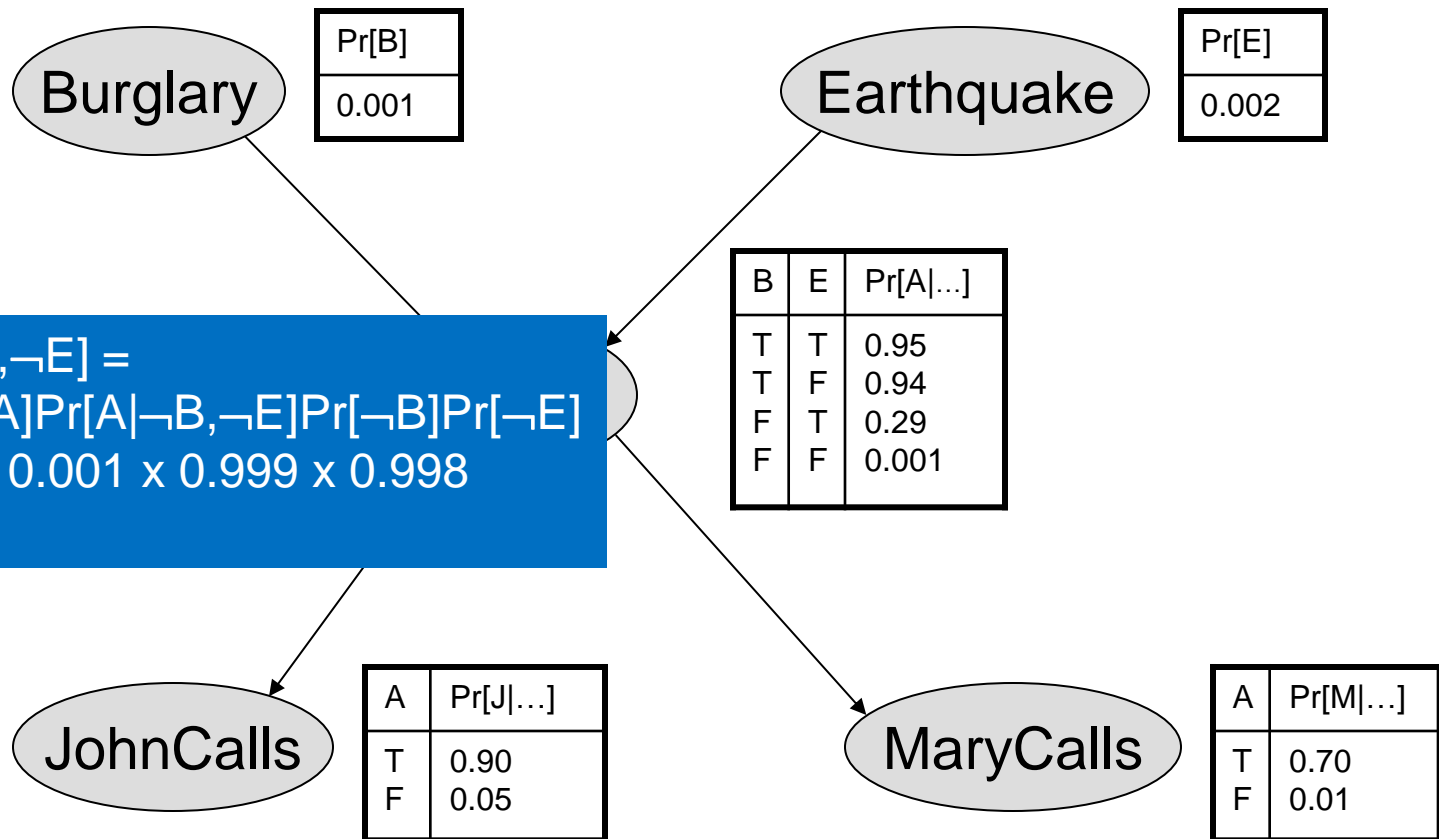 Burglary
Pr[B]
0.001
Earthquake
Pr[E]
0.002
B E Pr[A|…]
T T 0.95
T F 0.94
F T 0.29
F F 0.001
,¬E] =
A]Pr[A|¬B,¬E]Pr[¬B]Pr[¬E]
0.001 x 0.999 x 0.998
JohnCalls
A Pr[J|…]
T 0.90
F 0.05
MaryCalls
A Pr[M|…]
T 0.70
F 0.01